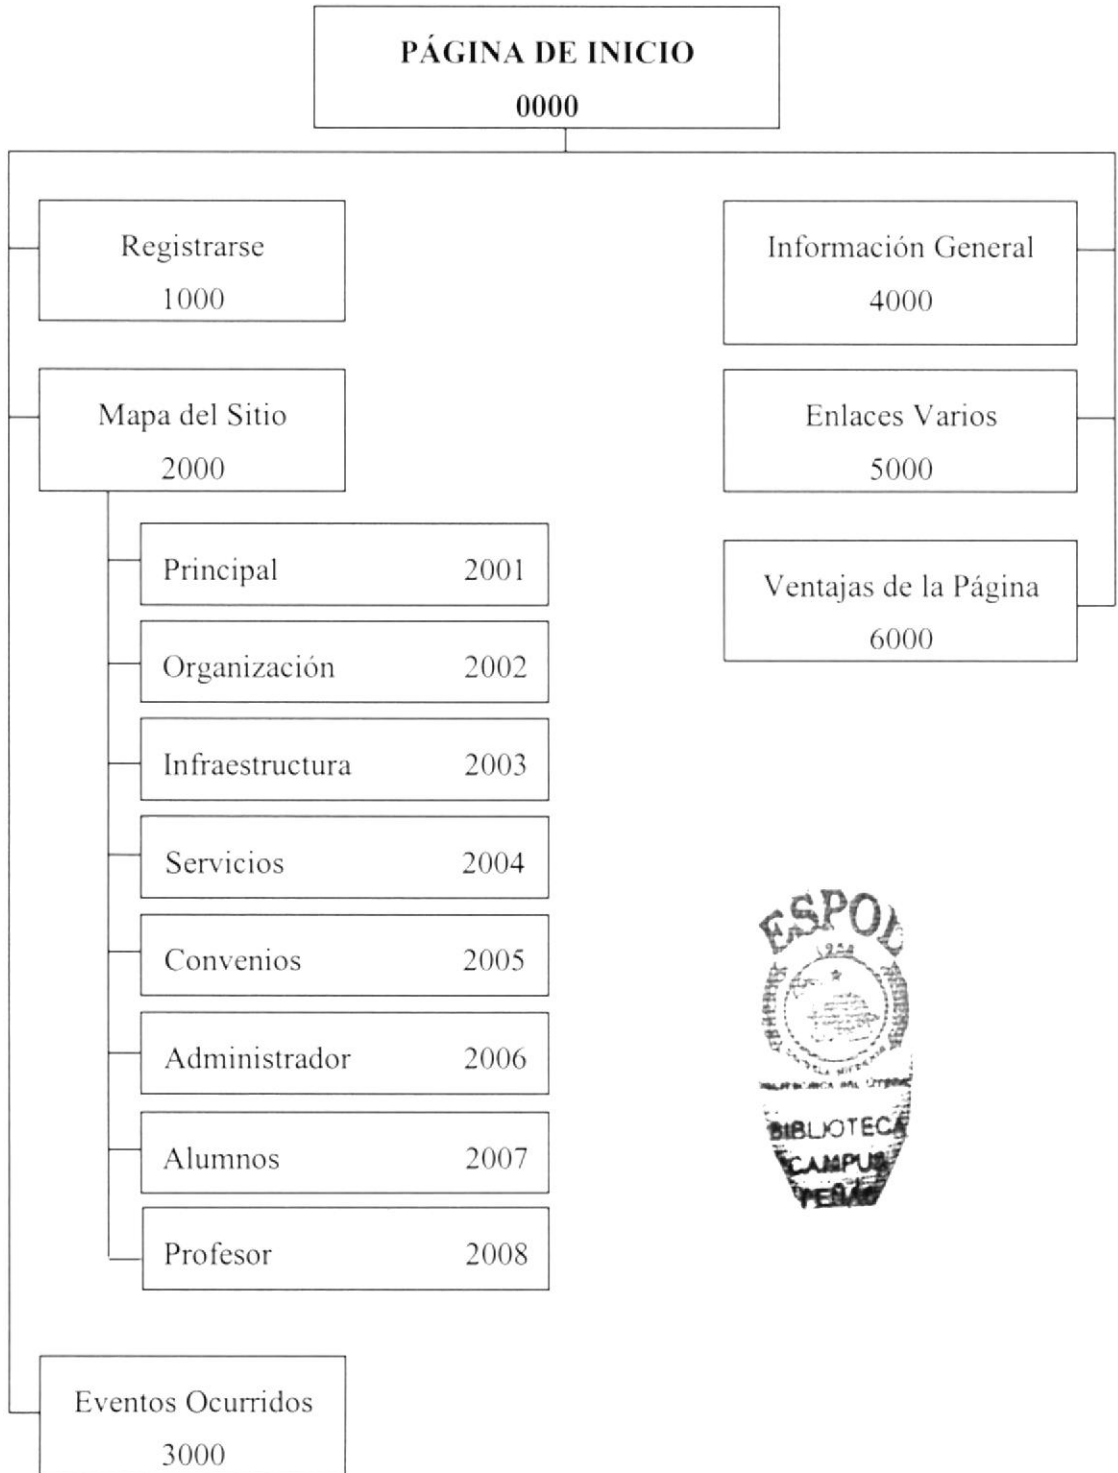 PÁGINA DE INICIO
0000
Registrarse
1000
Mapa del Sitio
2000
Principal 2001
Organización 2002
Infraestructura 2003
Servicios 2004
Convenios 2005
Administrador 2006
Alumnos 2007
Profesor 2008
Eventos Ocurridos
3000
Información General
4000
Enlaces Varios
5000
Ventajas de la Página
6000
ESPOL
BIBLIOTECA
CAMPUS
PEÑAS